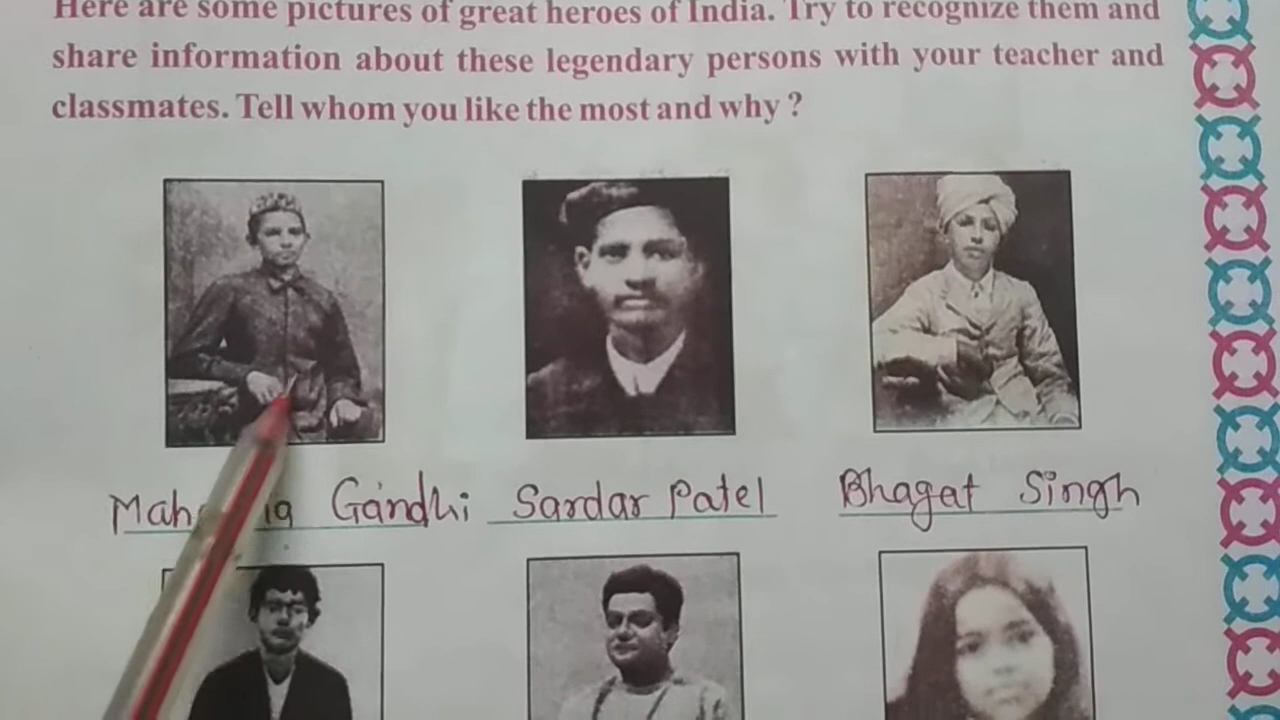 Here are some pictures of great heroes of India. Try to recognize them and
share information about these legendary persons with your teacher and
classmates. Tell whom you like the most and why ?
Gandhi Sardar Patel Bhagat Singh